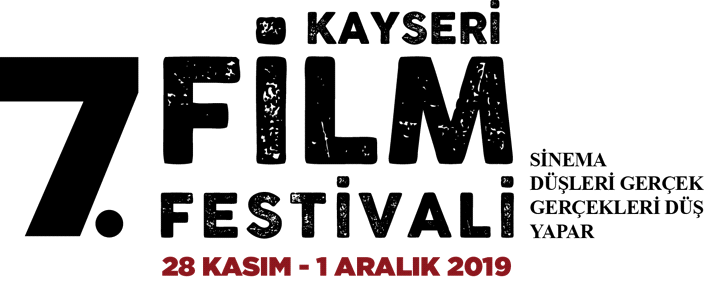 7. KAYSERİ
FİLM
FESTİVALİ
28 KASIM - 1 ARALIK 2019
SİNEMA
DÜŞLERİ GERÇEK
GERÇEKLERİ DÜŞ
YAPAR